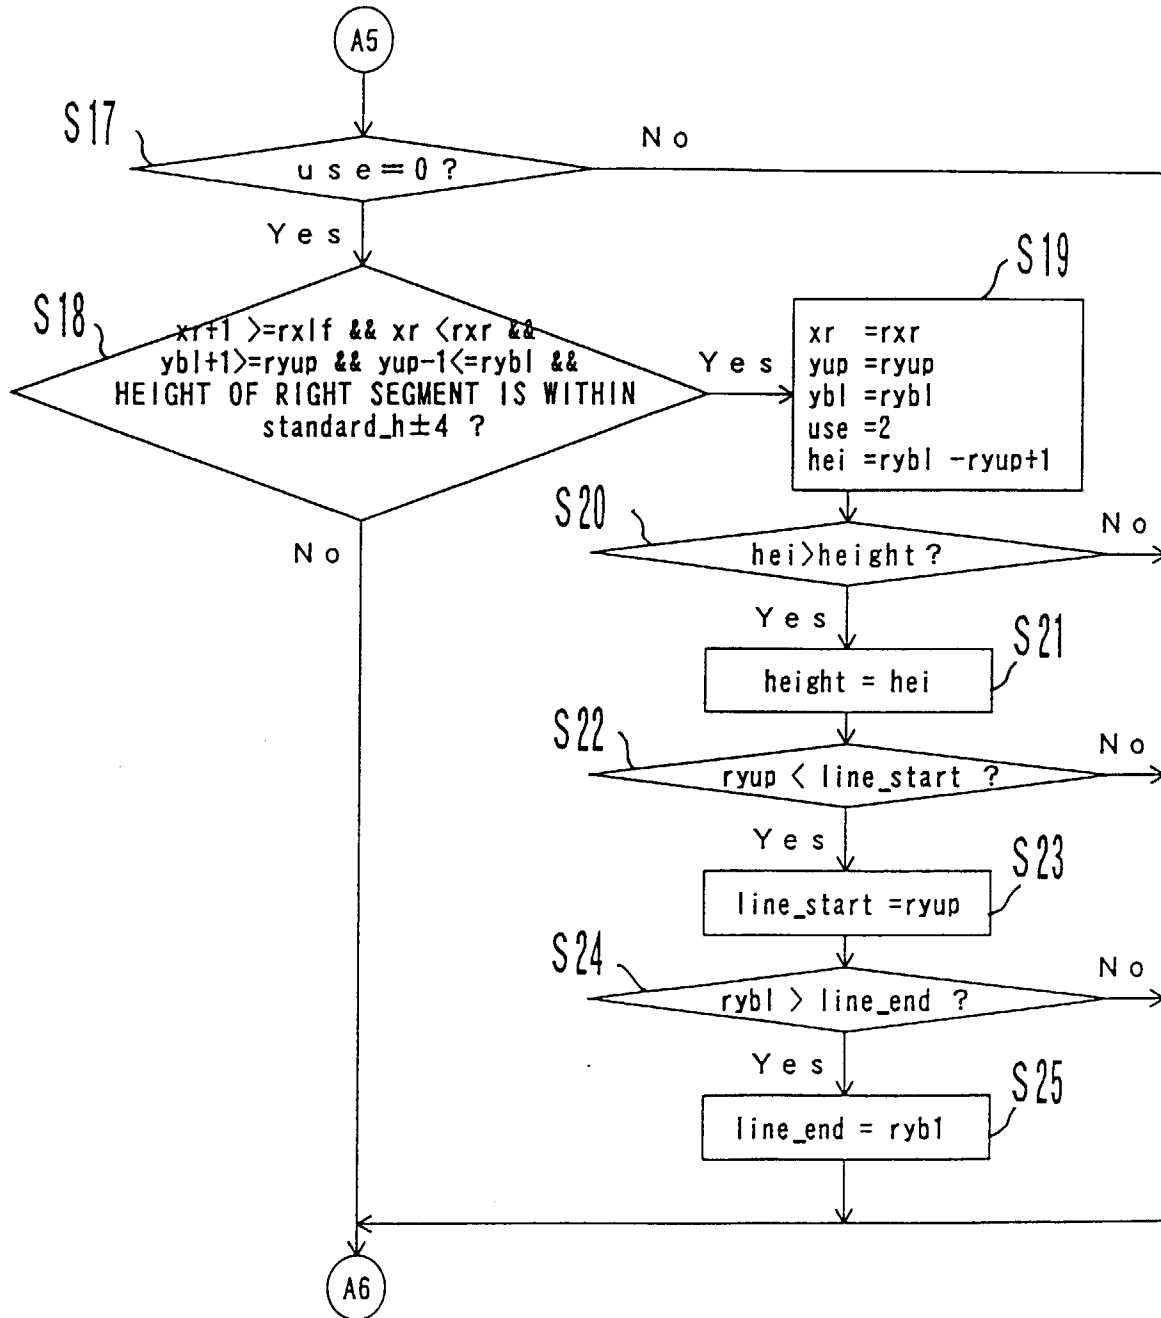 A5
S17
No
use=0?
Yes
S18
xr+1 >=rxlf && xr <rxr &&
ybl+1>=ryup && yup-1<=rybl &&
HEIGHT OF RIGHT SEGMENT IS WITHIN
standard_h±4 ?
Yes
No
S19
xr =rxr
yup =ryup
ybl =rybl
use =2
hei =rybl -ryup+1
S20
hei>height?
No
Yes
S21
height = hei
S22
ryup < line_start ?
No
Yes
S23
line_start =ryup
S24
rybl > line_end ?
No
Yes
S25
line_end = ryb1
A6